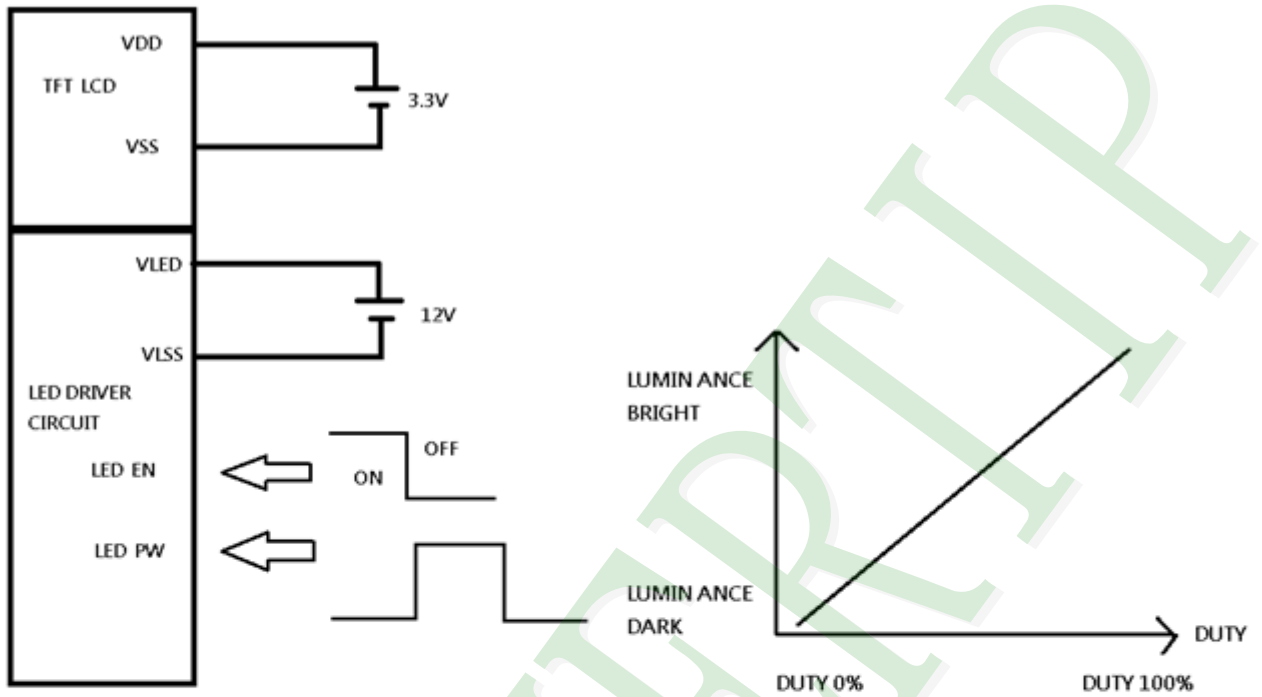 VDD
TFT LCD
3.3V
VSS
VLED
12V
VLSS
LED DRIVER
CIRCUIT
LED EN
ON
OFF
LED PW
LUMIN ANCE
BRIGHT
LUMIN ANCE
DARK
DUTY
DUTY 0%
DUTY 100%
ERTIP